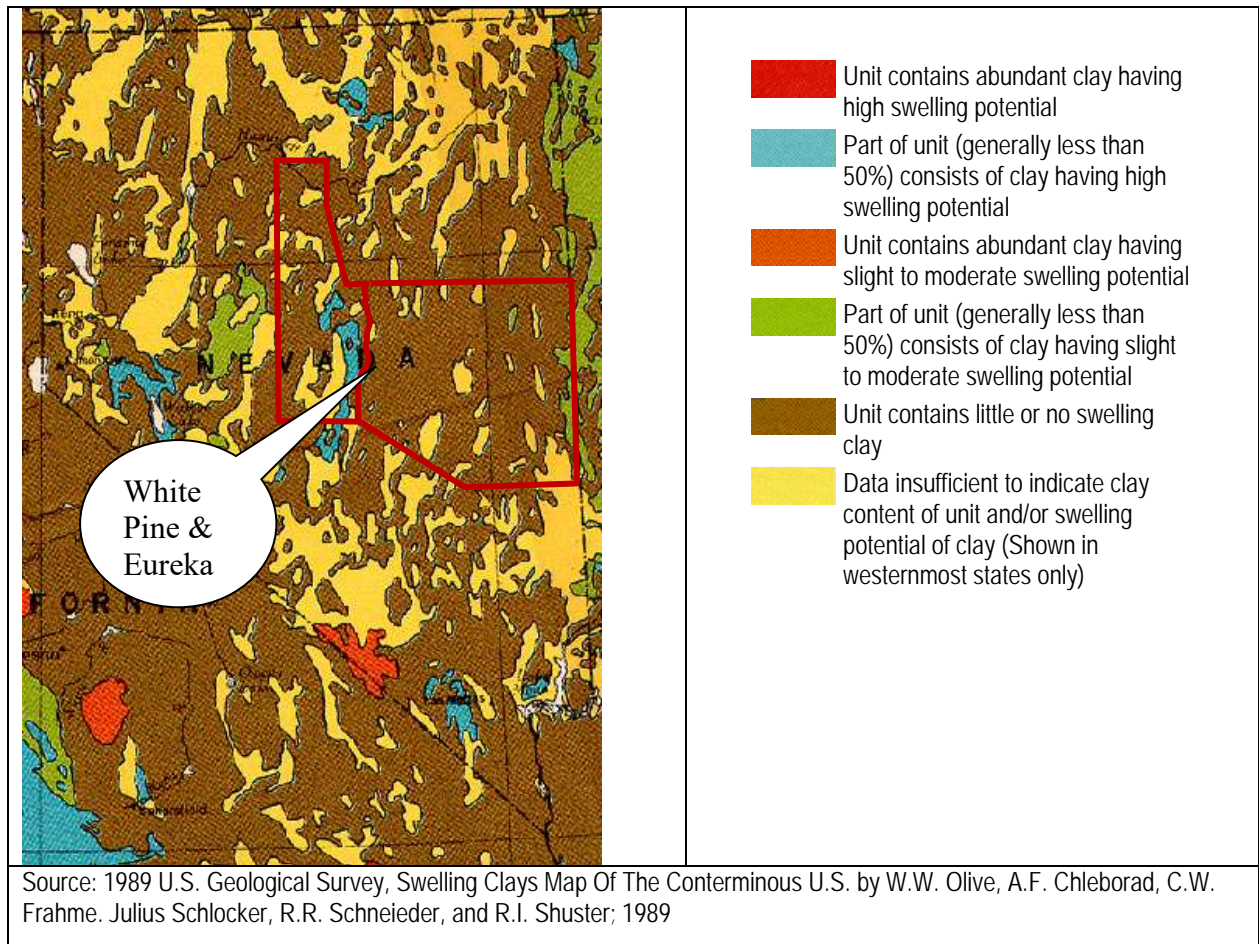 NEVADA
White
Pine &
Eureka
FORNI
Unit contains abundant clay having
high swelling potential
Part of unit (generally less than
50%) consists of clay having high
swelling potential
Unit contains abundant clay having
slight to moderate swelling potential
Part of unit (generally less than
50%) consists of clay having slight
to moderate swelling potential
Unit contains little or no swelling
clay
Data insufficient to indicate clay
content of unit and/or swelling
potential of clay (Shown in
westernmost states only)
Source: 1989 U.S. Geological Survey, Swelling Clays Map Of The Conterminous U.S. by W.W. Olive, A.F. Chleborad, C.W.
Frahme. Julius Schlocker, R.R. Schneieder, and R.I. Shuster; 1989